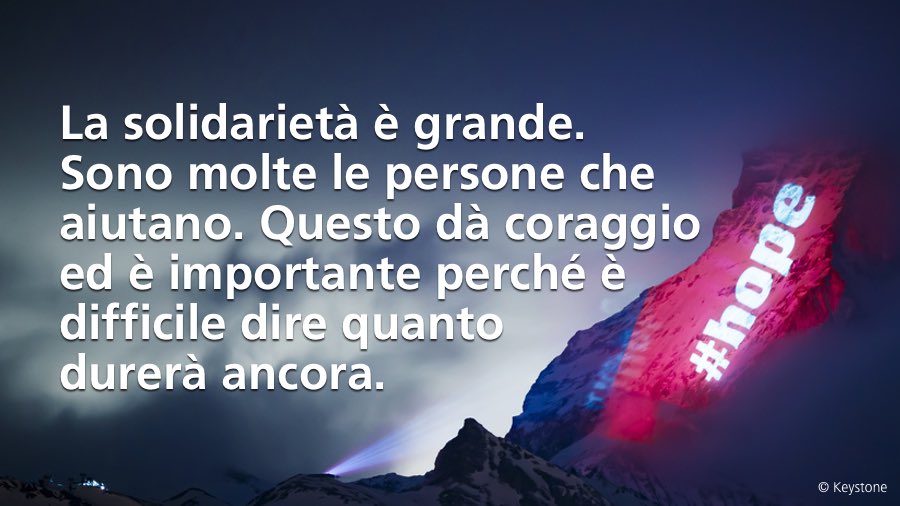 La solidarietà è grande.
Sono molte le persone che
aiutano. Questo dà coraggio
ed è importante perché è
difficile dire quanto
durerà ancora.
#hope
© Keystone